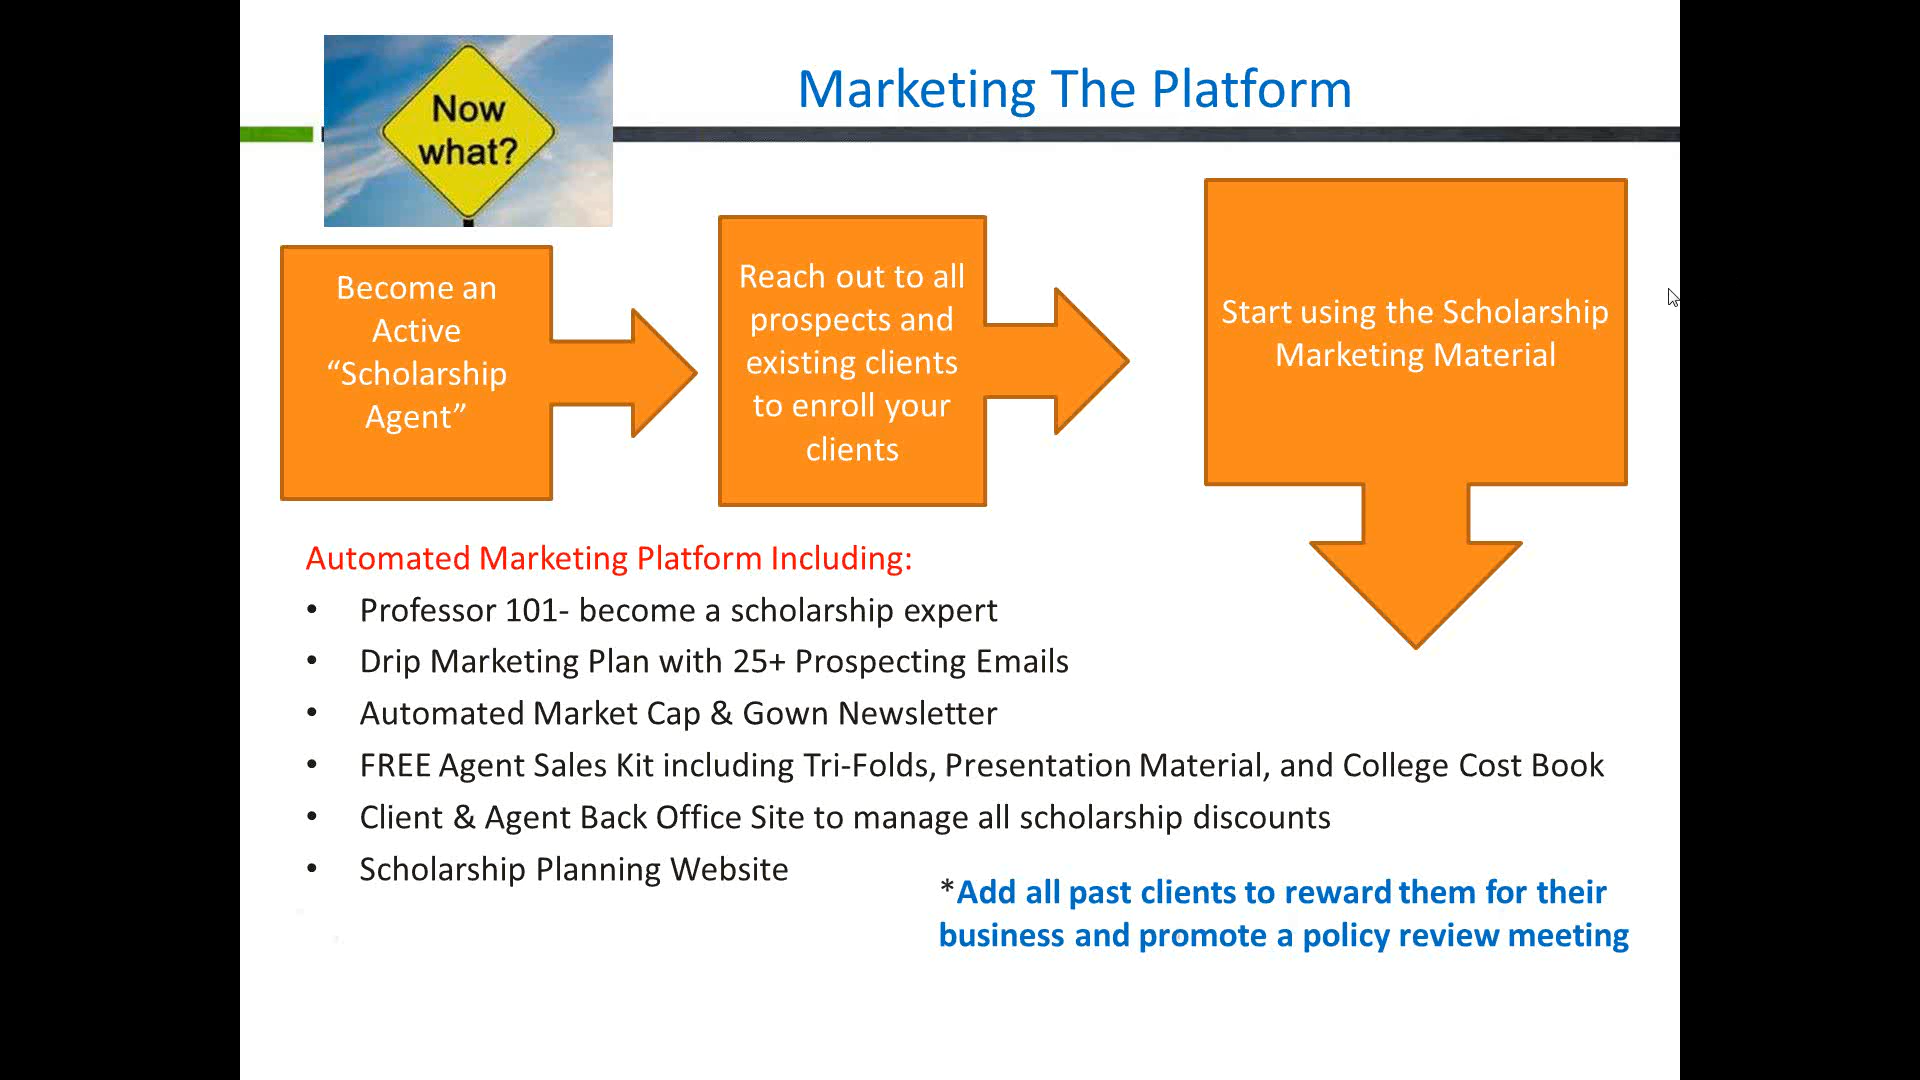 Now
what?
Marketing The Platform
Become an
Active
“Scholarship
Agent”
Reach out to all
prospects and
existing clients
to enroll your
clients
Start using the Scholarship
Marketing Material
Automated Marketing Platform Including:
• Professor 101- become a scholarship expert
• Drip Marketing Plan with 25+ Prospecting Emails
• Automated Market Cap & Gown Newsletter
• FREE Agent Sales Kit including Tri-Folds, Presentation Material, and College Cost Book
• Client & Agent Back Office Site to manage all scholarship discounts
• Scholarship Planning Website
*Add all past clients to reward them for their
business and promote a policy review meeting